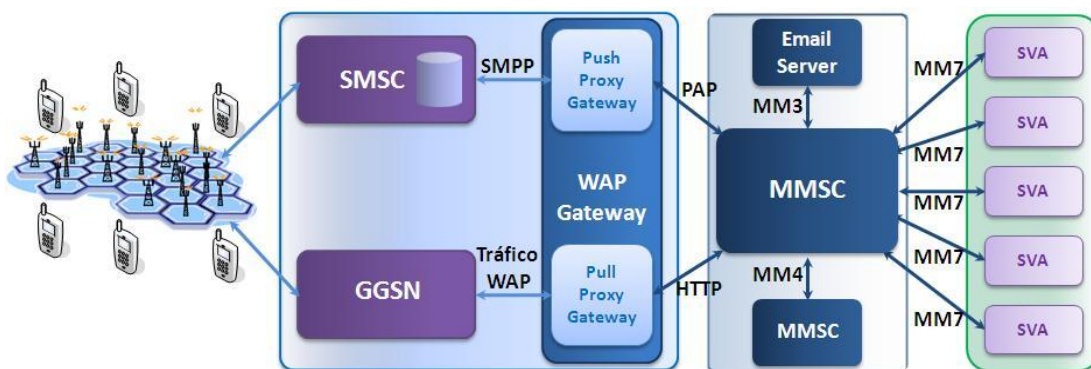 SMSC
SMPP
Push
Proxy
Gateway
WAP
Gateway
GGSN
Tráfico
WAP
Pull
Proxy
Gateway
PAP
HTTP
Email
Server
MM3
MMSC
MM4
MMSC
MM7
MM7
MM7
MM7
MM7
SVA
SVA
SVA
SVA
SVA